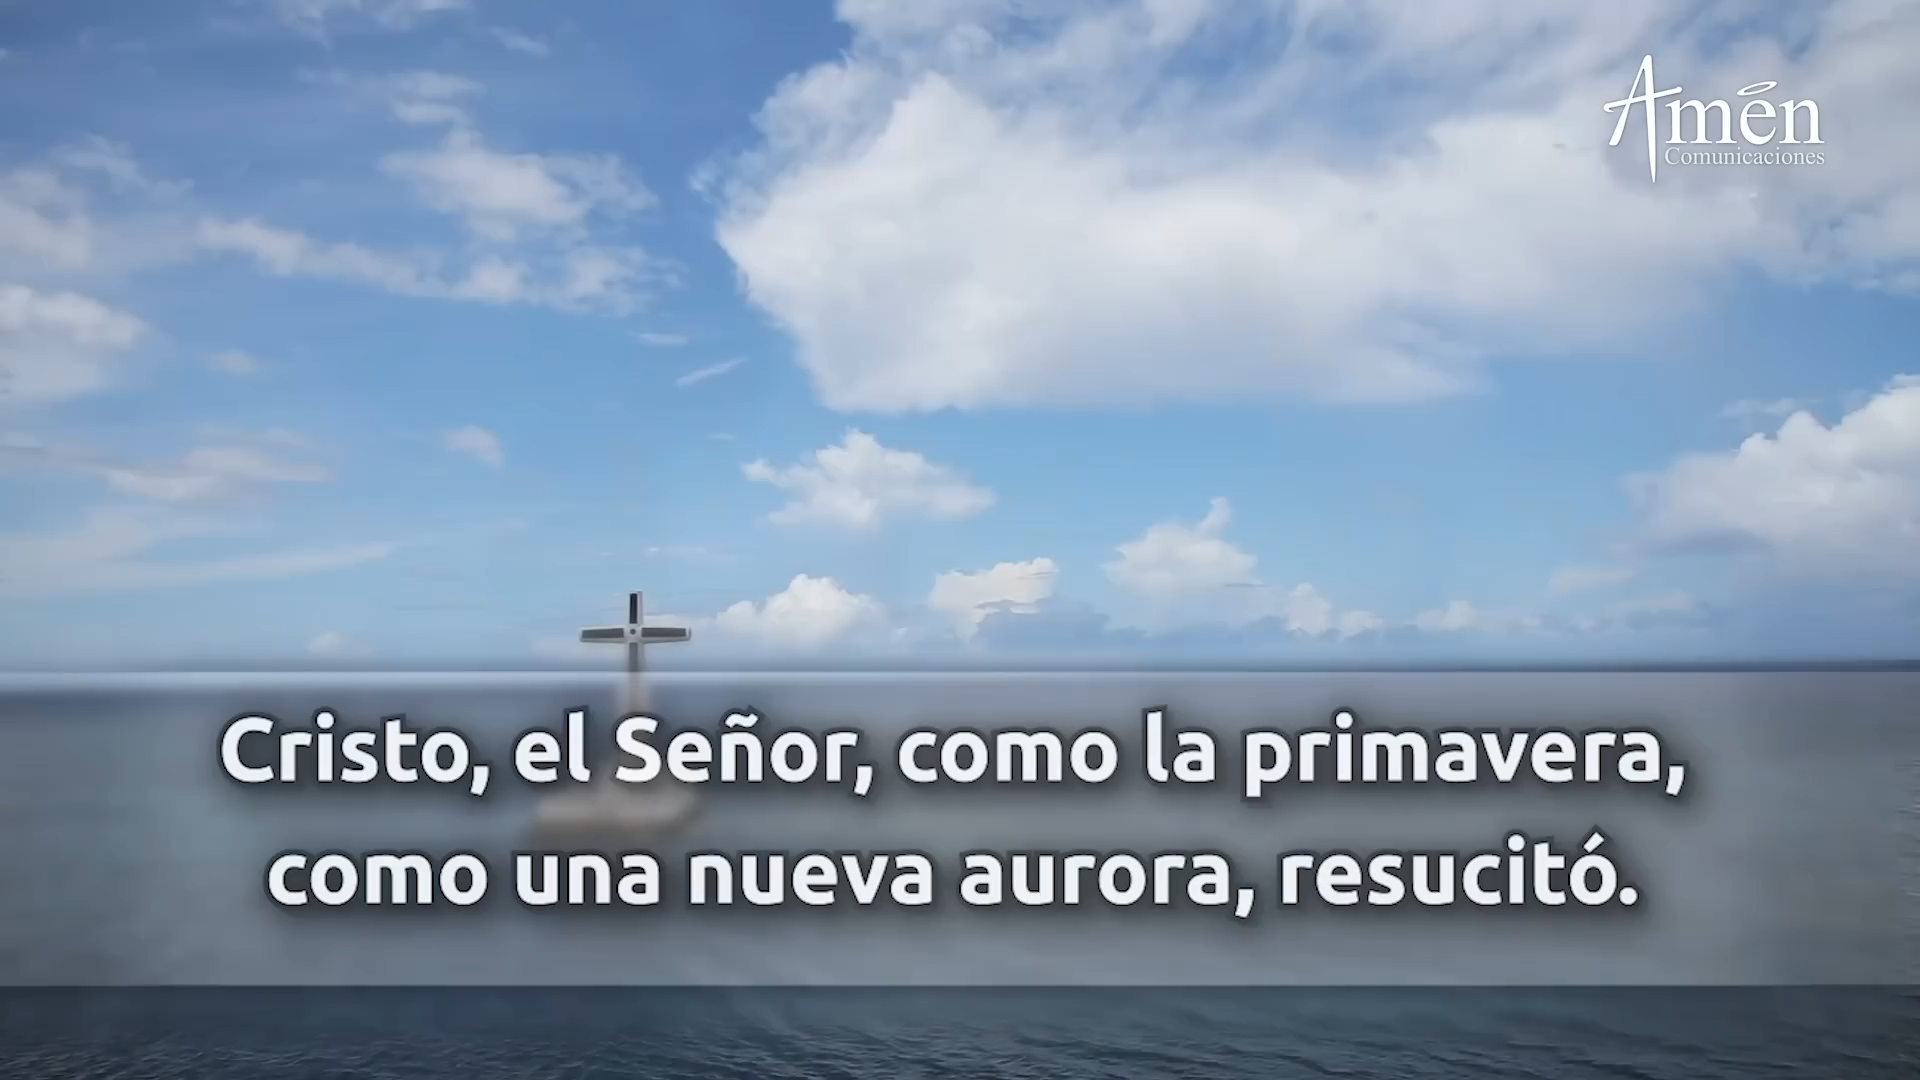 Amén
Comunicaciones
Cristo, el Señor, como la primavera,
como una nueva aurora, resucitó.